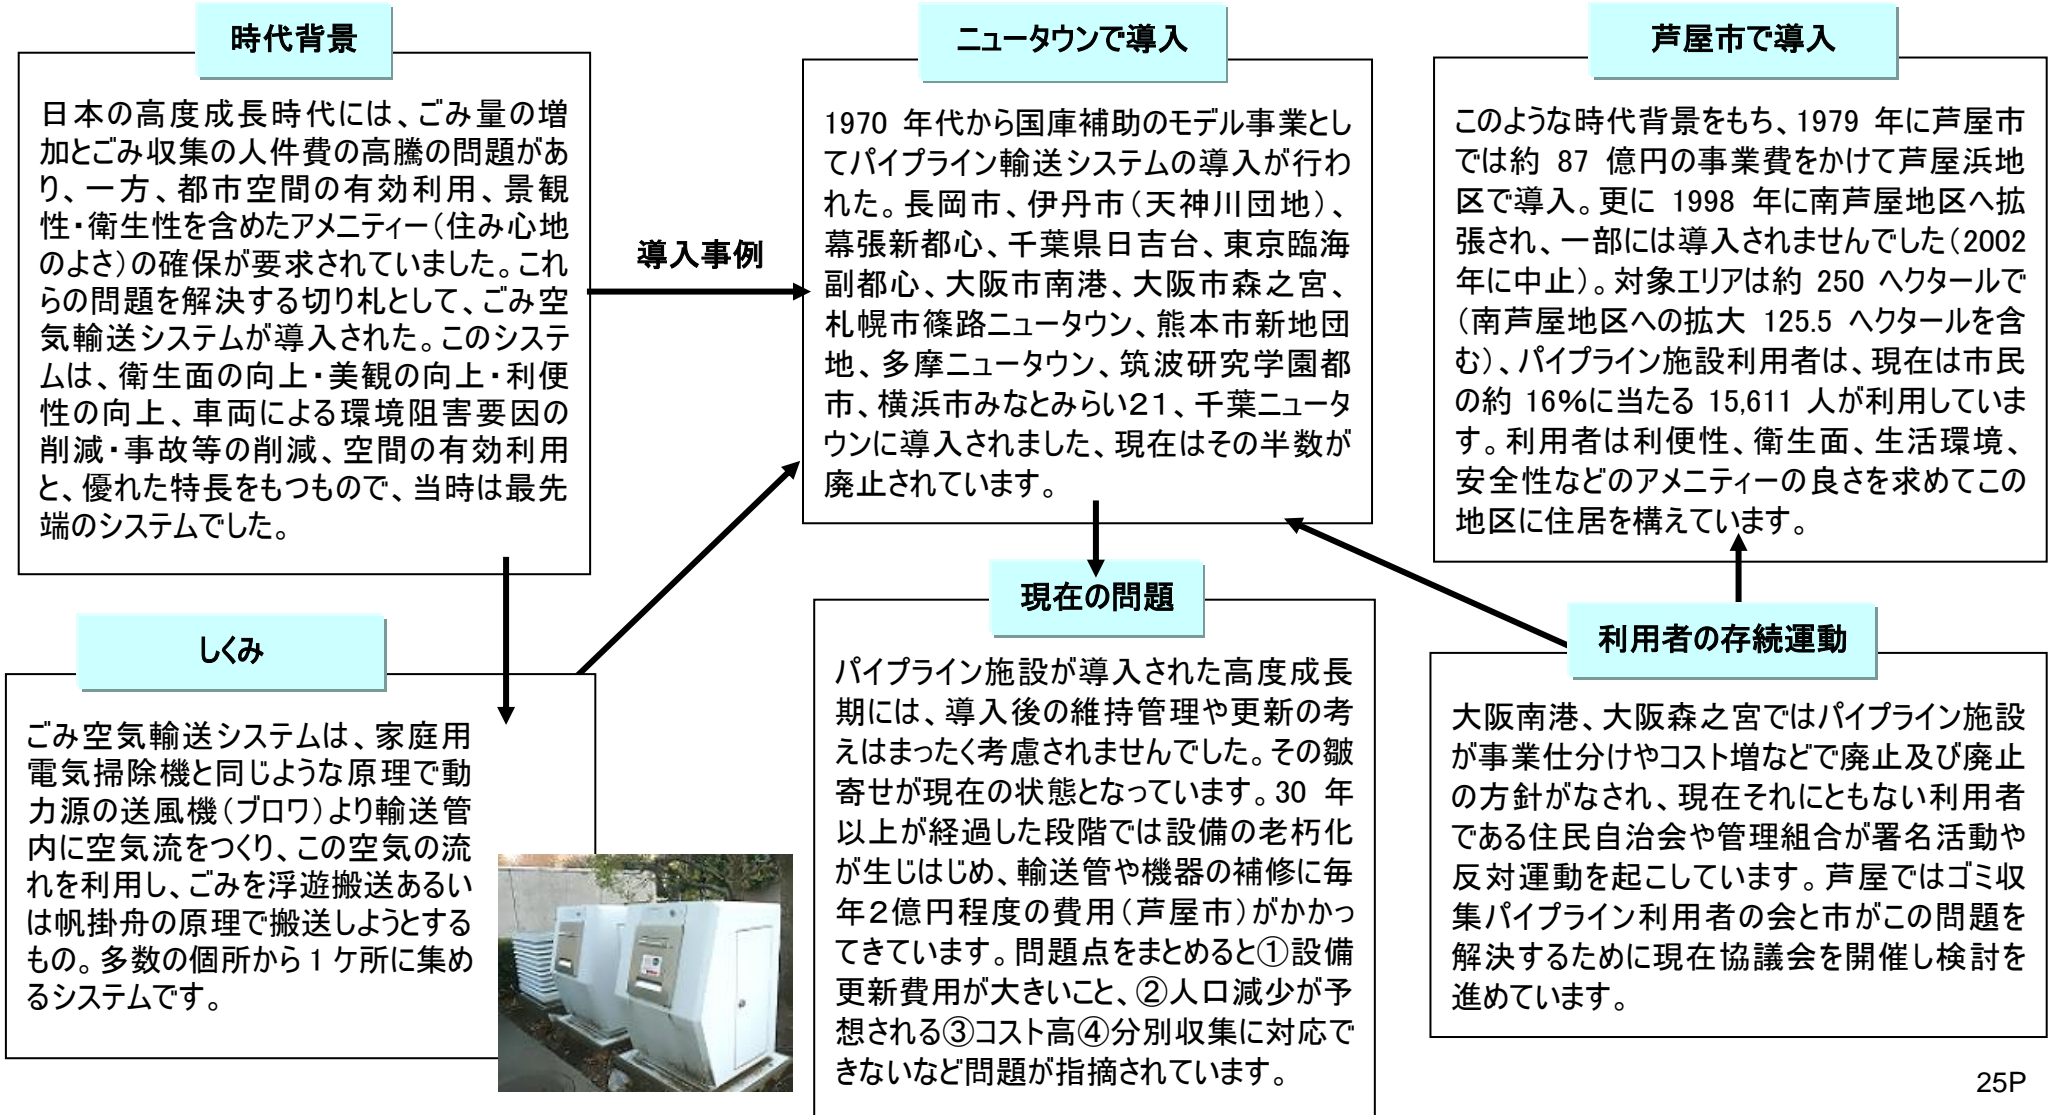 時代背景
日本の高度成長時代には、ごみ量の増
加とごみ収集の人件費の高騰の問題があ
り、一方、都市空間の有効利用、景観
性・衛生性を含めたアメニティー（住み心地
のよさ）の確保が要求されていました。これ
らの問題を解決する切り札として、ごみ空
気輸送システムが導入された。このシステ
ムは、衛生面の向上・美観の向上・利便
性の向上、車両による環境阻害要因の
削減・事故等の削減、空間の有効利用
と、優れた特長をもつもので、当時は最先
端のシステムでした。
導入事例
ニュータウンで導入
1970 年代から国庫補助のモデル事業とし
てパイプライン輸送システムの導入が行わ
れた。長岡市、伊丹市（天神川団地）、
幕張新都心、千葉県日吉台、東京臨海
副都心、大阪市南港、大阪市森之宮、
札幌市篠路ニュータウン、熊本市新地団
地、多摩ニュータウン、筑波研究学園都
市、横浜市みなとみらい２１、千葉ニュータ
ウンに導入されました、現在はその半数が
廃止されています。
芦屋市で導入
このような時代背景をもち、1979 年に芦屋市
では約 87 億円の事業費をかけて芦屋浜地
区で導入。更に 1998 年に南芦屋地区へ拡
張され、一部には導入されませんでした（2002
年に中止）。対象エリアは約 250 ヘクタールで
（南芦屋地区への拡大 125.5 ヘクタールを含
む）、パイプライン施設利用者は、現在は市民
の約 16％に当たる 15,611 人が利用していま
す。利用者は利便性、衛生面、生活環境、
安全性などのアメニティーの良さを求めてこの
地区に住居を構えています。
しくみ
ごみ空気輸送システムは、家庭用
電気掃除機と同じような原理で動
力源の送風機（ブロワ）より輸送管
内に空気流をつくり、この空気の流
れを利用し、ごみを浮遊搬送あるい
は帆掛舟の原理で搬送しようとする
もの。多数の個所から 1 ケ所に集め
るシステムです。
現在の問題
パイプライン施設が導入された高度成長
期には、導入後の維持管理や更新の考
えはまったく考慮されませんでした。その皺
寄せが現在の状態となっています。30 年
以上が経過した段階では設備の老朽化
が生じはじめ、輸送管や機器の補修に毎
年２億円程度の費用（芦屋市）がかかっ
てきています。問題点をまとめると①設備
更新費用が大きいこと、②人口減少が予
想される③コスト高④分別収集に対応で
きないなど問題が指摘されています。
利用者の存続運動
大阪南港、大阪森之宮ではパイプライン施設
が事業仕分けやコスト増などで廃止及び廃止
の方針がなされ、現在それにともない利用者
である住民自治会や管理組合が署名活動や
反対運動を起こしています。芦屋ではゴミ収
集パイプライン利用者の会と市がこの問題を
解決するために現在協議会を開催し検討を
進めています。
25P